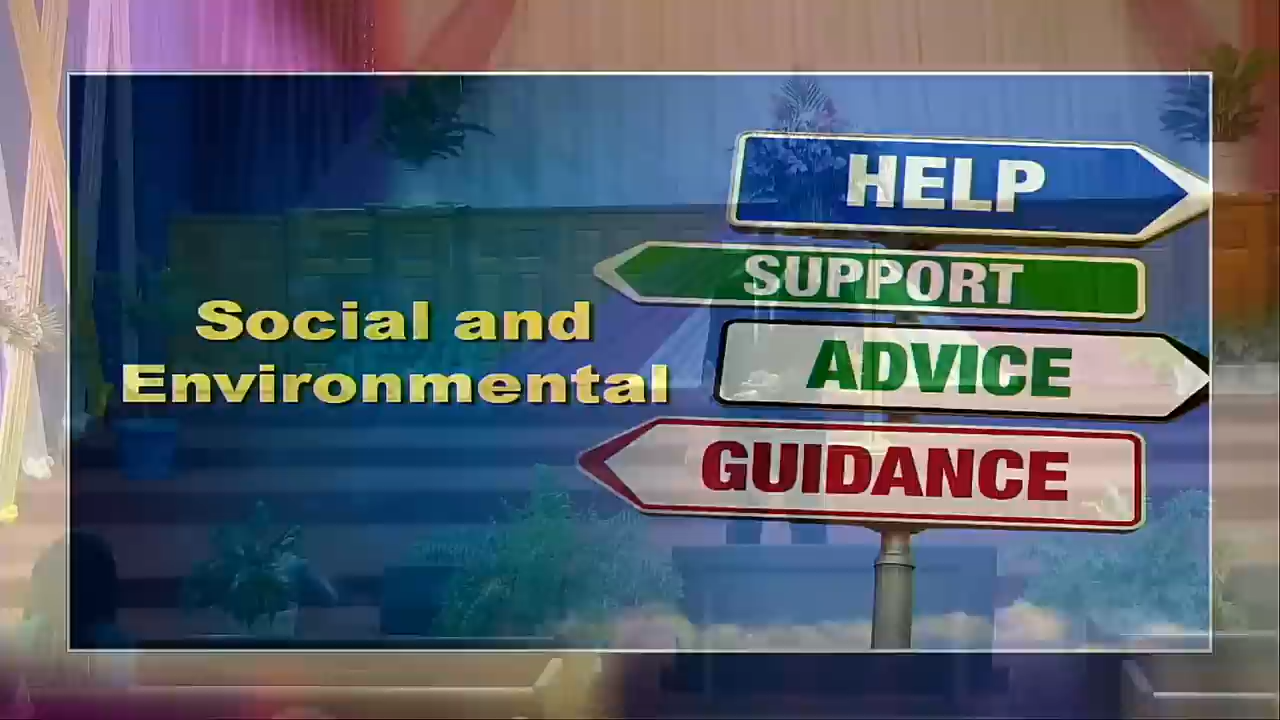 Social and
Environmental
HELP
SUPPORT
ADVICE
GUIDANCE